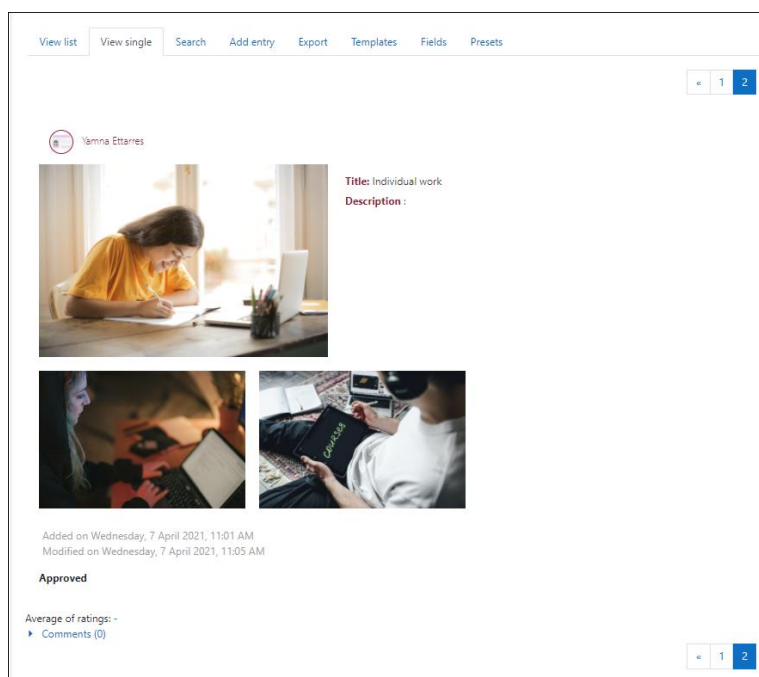 View list View single Search Add entry Export Templates Fields Presets
« 1 2
Yamna Ettarres
Title: Individual work
Description :
COURSES
Added on Wednesday, 7 April 2021, 11:01 AM
Modified on Wednesday, 7 April 2021, 11:05 AM
Approved
Average of ratings: -
Comments (0)
« 1 2